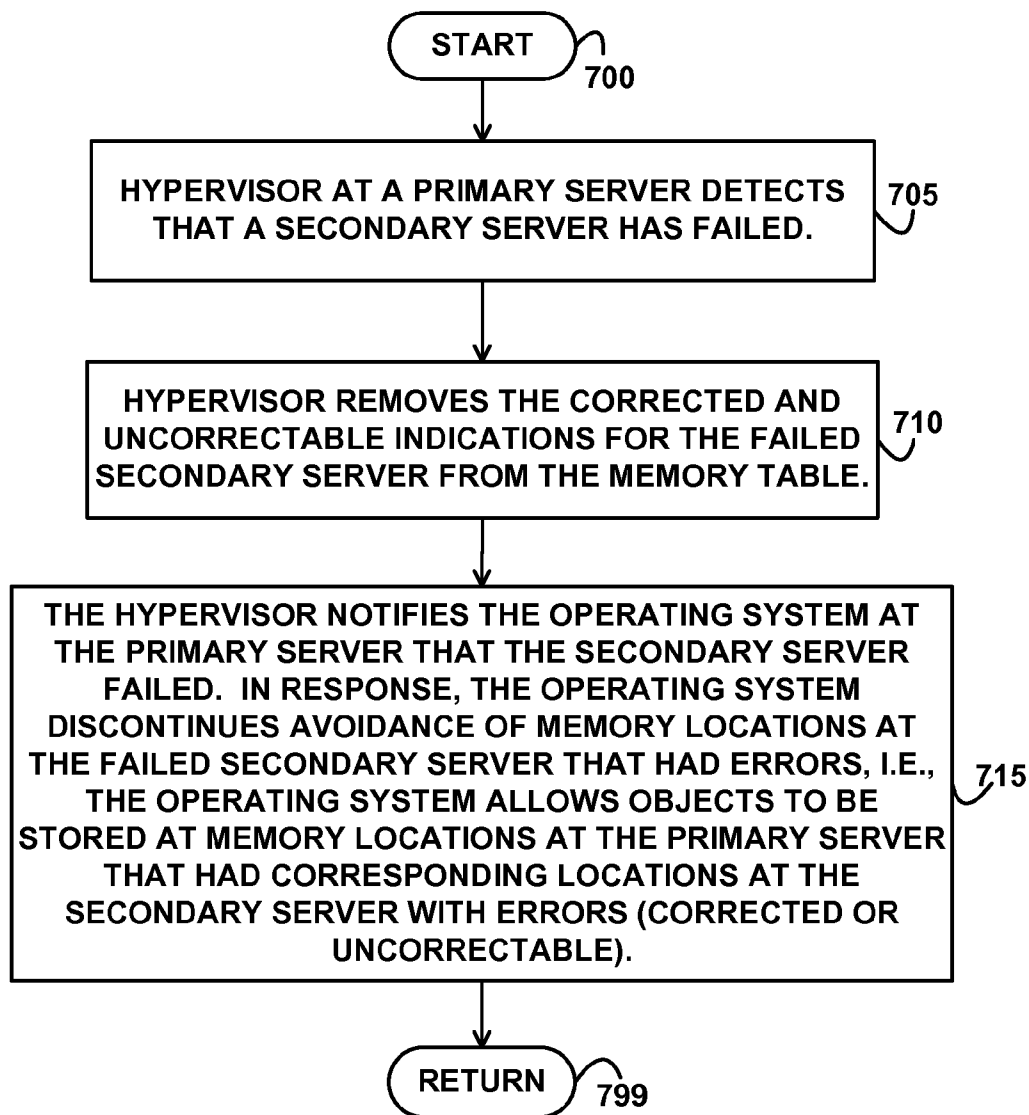 START
700
HYPERVISOR AT A PRIMARY SERVER DETECTS
THAT A SECONDARY SERVER HAS FAILED.
705
HYPERVISOR REMOVES THE CORRECTED AND
UNCORRECTABLE INDICATIONS FOR THE FAILED
SECONDARY SERVER FROM THE MEMORY TABLE.
710
THE HYPERVISOR NOTIFIES THE OPERATING SYSTEM AT
THE PRIMARY SERVER THAT THE SECONDARY SERVER
FAILED. IN RESPONSE, THE OPERATING SYSTEM
DISCONTINUES AVOIDANCE OF MEMORY LOCATIONS AT
THE FAILED SECONDARY SERVER THAT HAD ERRORS, I.E.,
THE OPERATING SYSTEM ALLOWS OBJECTS TO BE
STORED AT MEMORY LOCATIONS AT THE PRIMARY SERVER
THAT HAD CORRESPONDING LOCATIONS AT THE
SECONDARY SERVER WITH ERRORS (CORRECTED OR
UNCORRECTABLE).
715
RETURN
799